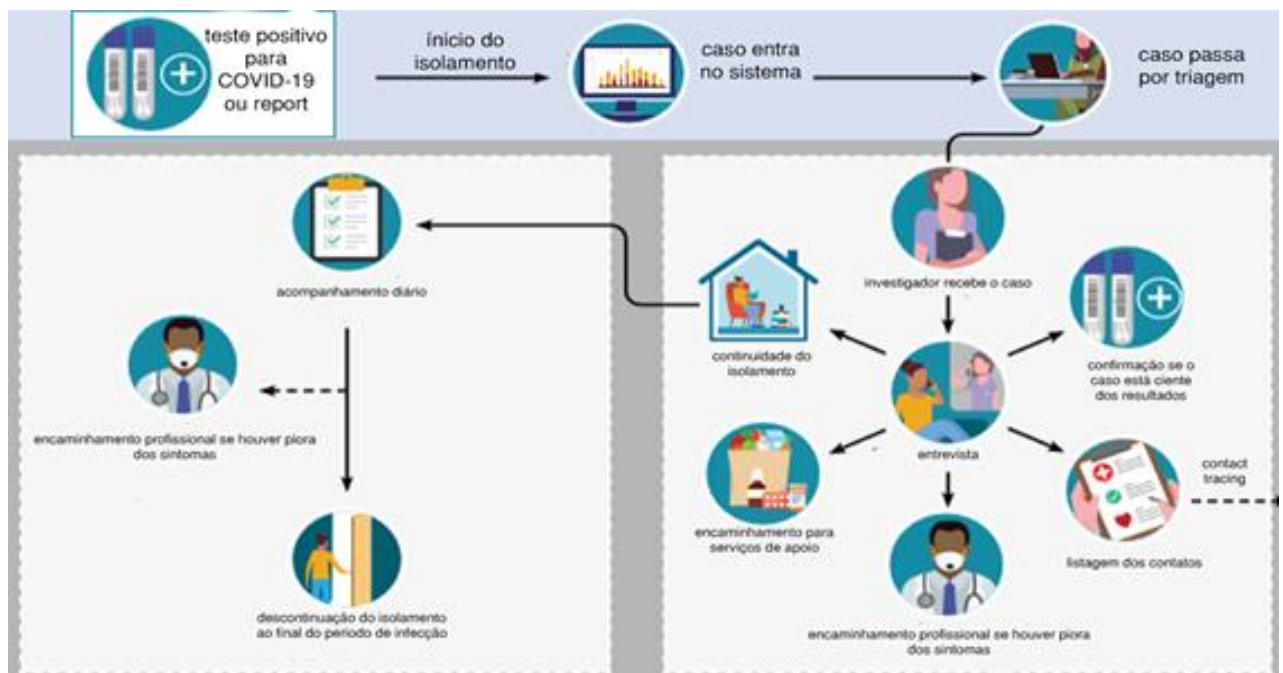 teste positivo
para
COVID-19
ou report
ínicio do
isolamento
caso entra
no sistema
caso passa
por triagem
acompanhamento diário
encaminhamento profissional se houver piora
dos sintomas
descontinuação do isolamento
ao final do periodo de infecção
investigador recebe o caso
continuidade do
isolamento
confirmação se o
caso está ciente
dos resultados
entrevista
encaminhamento para
serviços de apoio
contact
tracing
listagem dos contatos
encaminhamento profissional se houver piora
dos sintomas